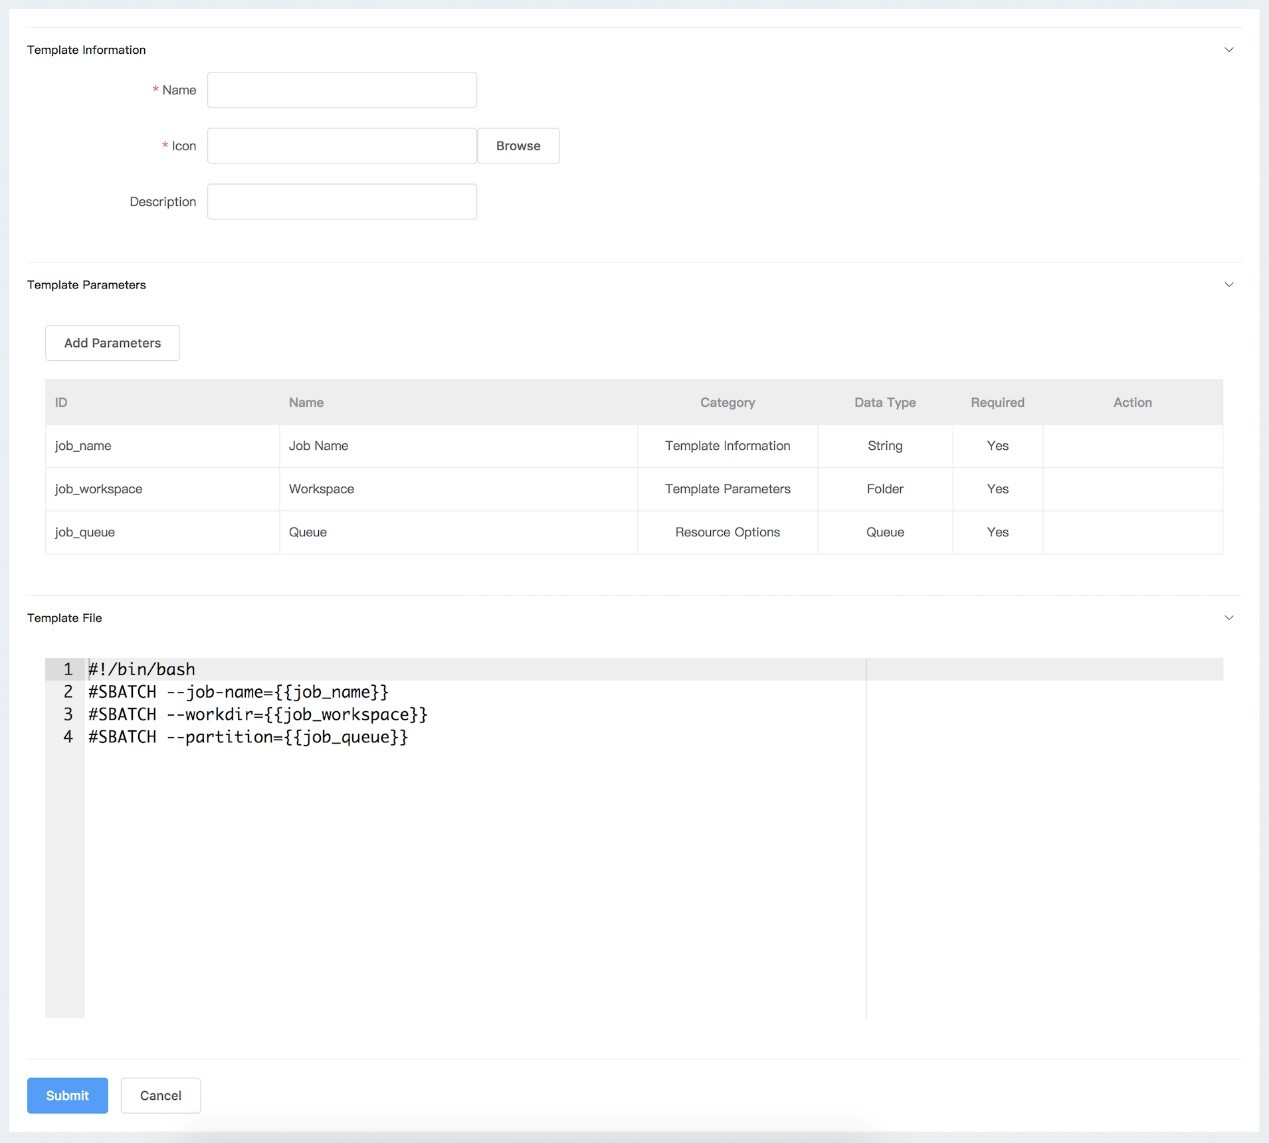 Template Information
* Name
* Icon Browse
Description
Template Parameters
Add Parameters
ID Name Category Data Type Required Action
job_name Job Name Template Information String Yes
job_workspace Workspace Template Parameters Folder Yes
job_queue Queue Resource Options Queue Yes
Template File
1 #!/bin/bash
2 #SBATCH --job-name={{job_name}}
3 #SBATCH --workdir={{job_workspace}}
4 #SBATCH --partition={{job_queue}}
Submit Cancel